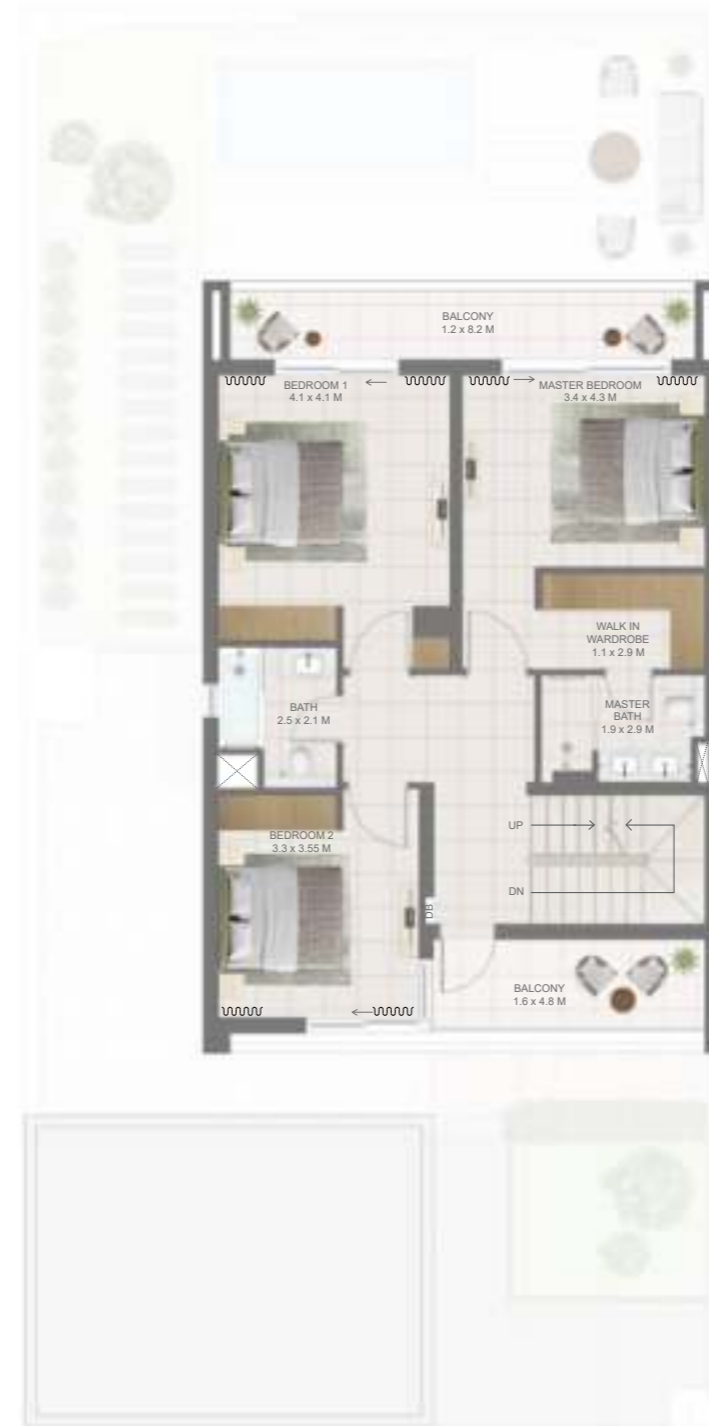 BALCONY
1.2 x 8.2 M
BEDROOM 1
4.1 x 4.1 M
MASTER BEDROOM
3.4 x 4.3 M
WALK IN
WARDROBE
1.1 x 2.9 M
BATH
2.5 x 2.1 M
MASTER
BATH
1.9 x 2.9 M
BEDROOM 2
3.3 x 3.55 M
UP
DN
DB
BALCONY
1.6 x 4.8 M